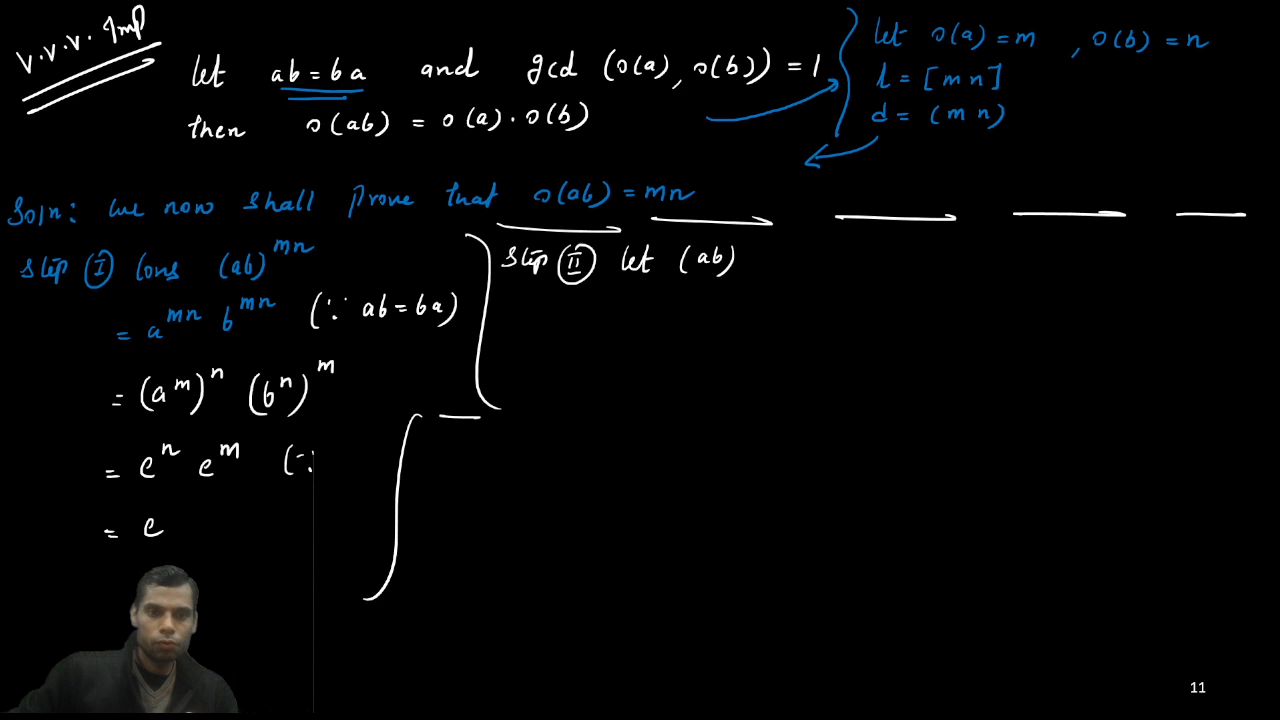 V.V.V. Imp
let ab = ba and gcd (o(a), o(b)) = 1
then o(ab) = o(a) . o(b)
let o(a) = m , o(b) = n
l = [m n]
d = (m n)
Soln: we now shall prove that o(ab) = mn
Step (I) Cons (ab)^mn
= a^mn b^mn (∵ ab = ba)
= (a^m)^n (b^n)^m
= e^n e^m (∵
= e
Step (II) let (ab)
11